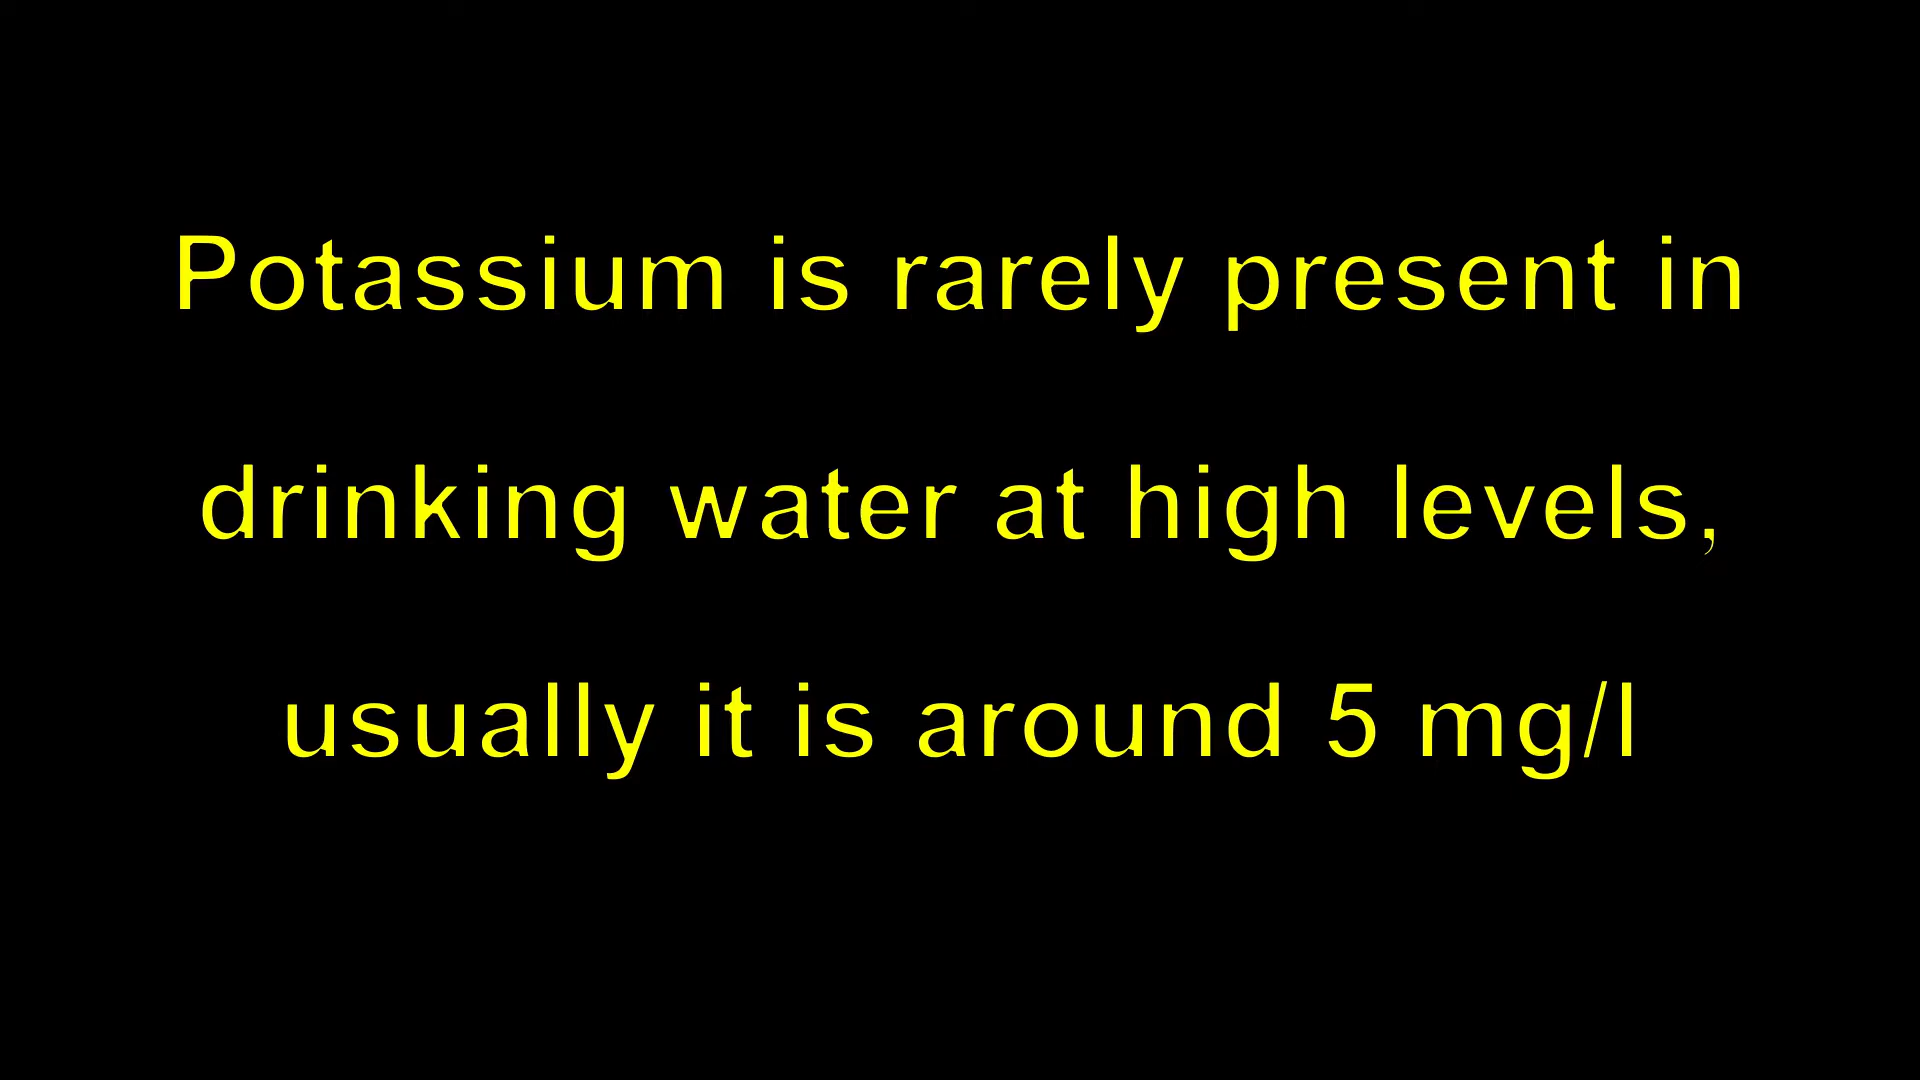 Potassium is rarely present in
drinking water at high levels,
usually it is around 5 mg/l